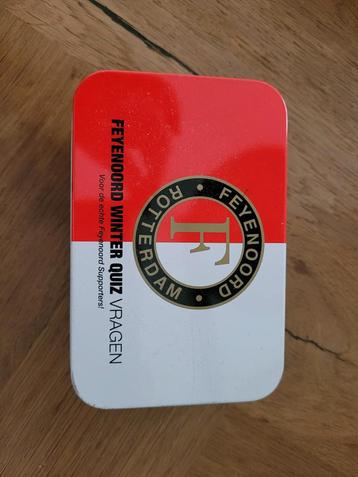 FEYENOORD
F
ROTTERDAM
FEYENOORD WINTER QUIZ VRAGEN
Voor de echte Feyenoord Supporters!